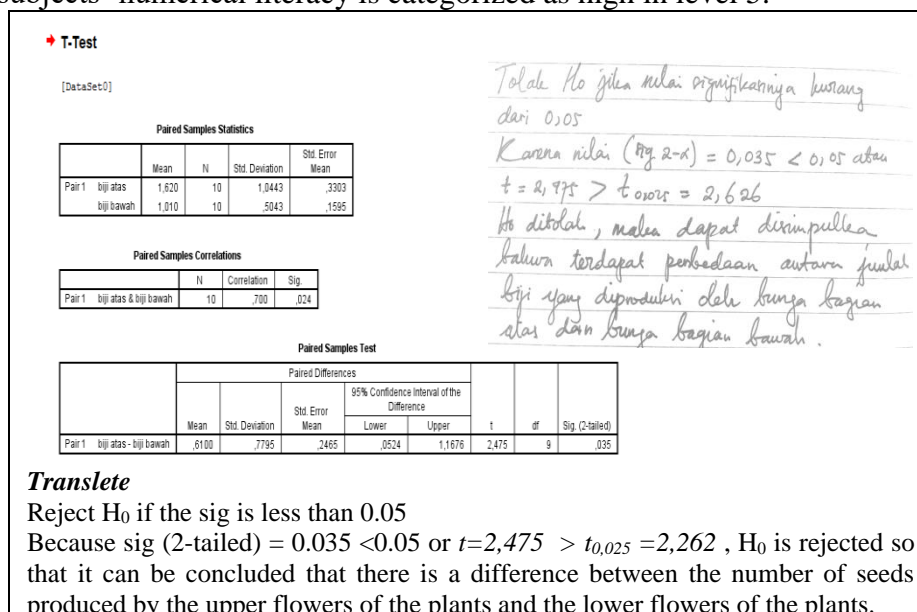 subjects' numerical literacy is categorized as high in level 3.
T-Test
[DataSet0]
Paired Samples Statistics
Mean N Std. Deviation Std. Error Mean
Pair 1 biji atas 1,620 10 1,0443 ,3303
biji bawah 1,010 10 ,5043 ,1595
Paired Samples Correlations
N Correlation Sig.
Pair 1 biji atas & biji bawah 10 ,700 ,024
Paired Samples Test
Paired Differences
95% Confidence Interval of the Difference
Mean Std. Deviation Std. Error Mean Lower Upper t df Sig. (2-tailed)
Pair 1 biji atas - biji bawah ,6100 ,7795 ,2465 ,0524 1,1676 2,475 9 ,035
Tolak Ho jika nilai signifikasinya kurang
dari 0,05
Karena nilai (sig 2-α) = 0,035 < 0,05 atau
t = 2,475 > t 0,025 = 2,626
Ho ditolak, maka dapat disimpulka
bahwa terdapat perbedaan antara jumlat
biji yang diproduksi oleh bunga bagian
atas dan bunga bagian bawah.
Translete
Reject H₀ if the sig is less than 0.05
Because sig (2-tailed) = 0.035 <0.05 or t=2,475 > t₀,₀₂₅ =2,262 , H₀ is rejected so
that it can be concluded that there is a difference between the number of seeds
produced by the upper flowers of the plants and the lower flowers of the plants.